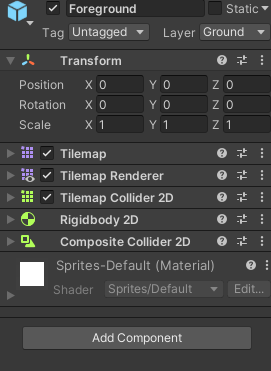 Foreground Static
Tag Untagged Layer Ground
Transform
Position X 0 Y 0 Z 0
Rotation X 0 Y 0 Z 0
Scale X 1 Y 1 Z 1
Tilemap
Tilemap Renderer
Tilemap Collider 2D
Rigidbody 2D
Composite Collider 2D
Sprites-Default (Material)
Shader Sprites/Default Edit...
Add Component